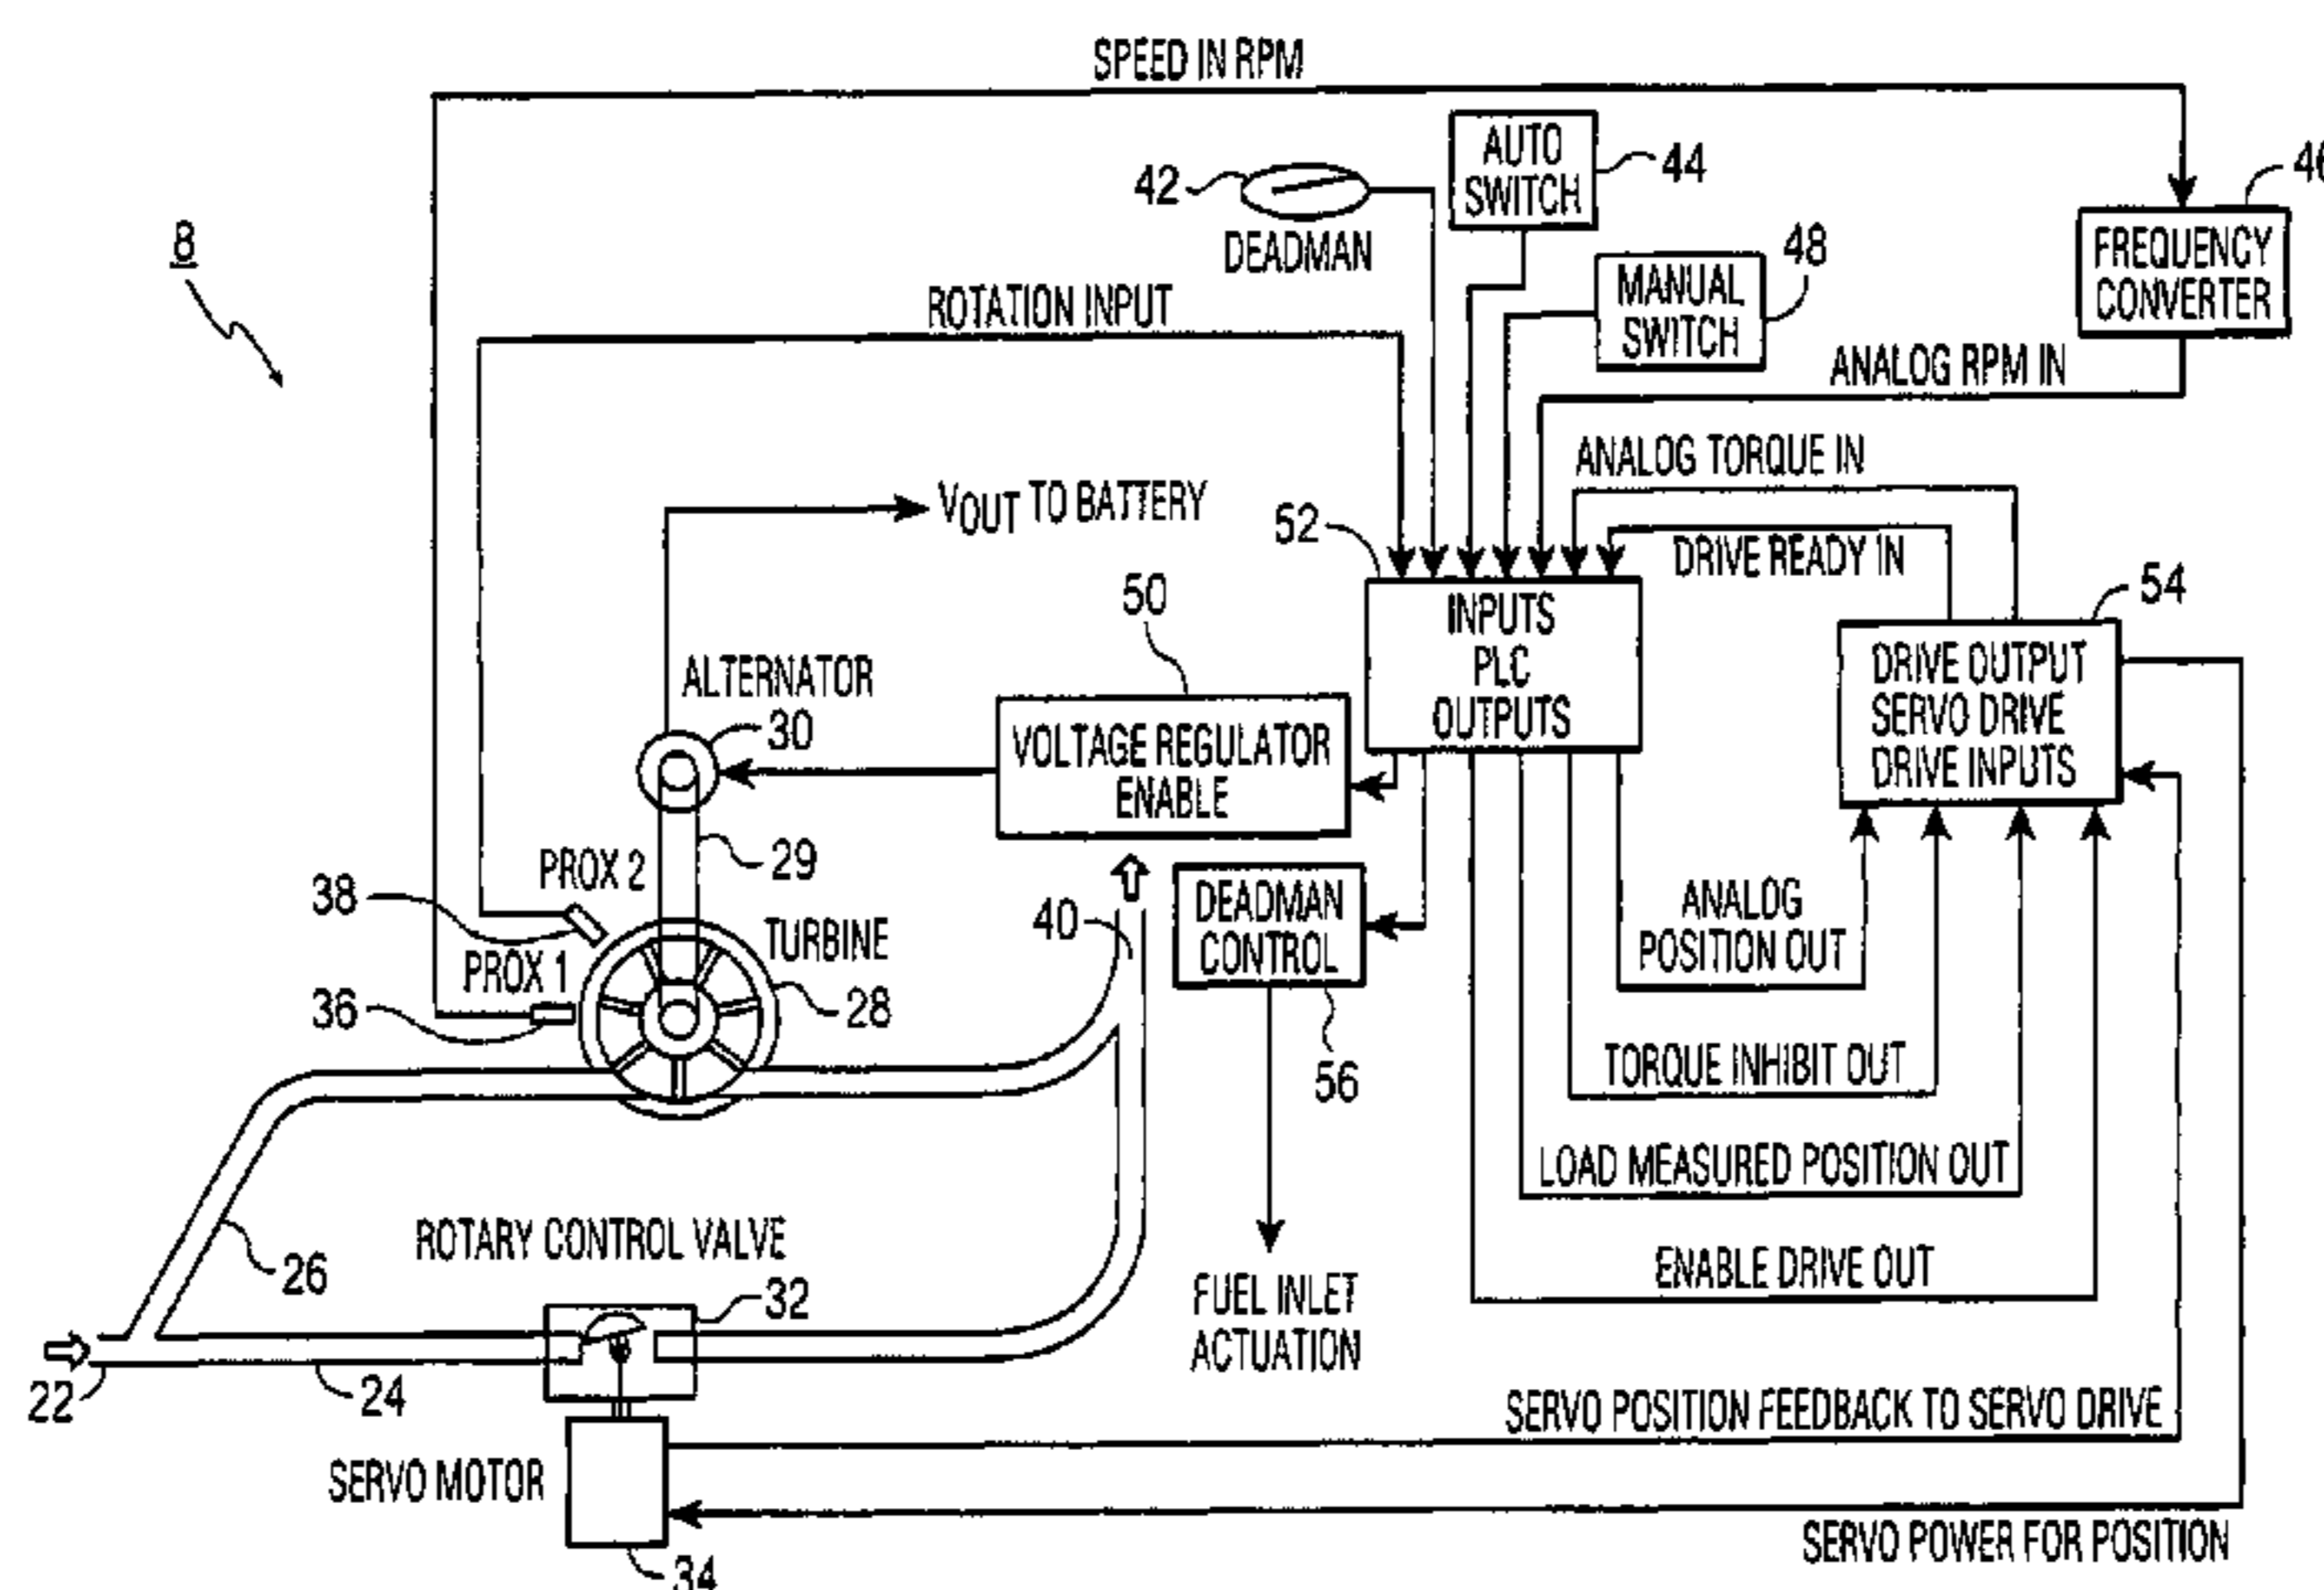 SPEED IN RPM
8
42
DEADMAN
AUTO
SWITCH
44
MANUAL
SWITCH
48
FREQUENCY
CONVERTER
ROTATION INPUT
ANALOG RPM IN
ANALOG TORQUE IN
DRIVE READY IN
VOUT TO BATTERY
52
INPUTS
PLC
OUTPUTS
54
DRIVE OUTPUT
SERVO DRIVE
DRIVE INPUTS
50
VOLTAGE REGULATOR
ENABLE
ALTERNATOR
30
29
PROX 2
38
PROX 1
36
TURBINE
28
40
DEADMAN
CONTROL
56
ANALOG
POSITION OUT
TORQUE INHIBIT OUT
LOAD MEASURED POSITION OUT
ENABLE DRIVE OUT
FUEL INLET
ACTUATION
26
ROTARY CONTROL VALVE
32
22
24
SERVO MOTOR
34
SERVO POSITION FEEDBACK TO SERVO DRIVE
SERVO POWER FOR POSITION